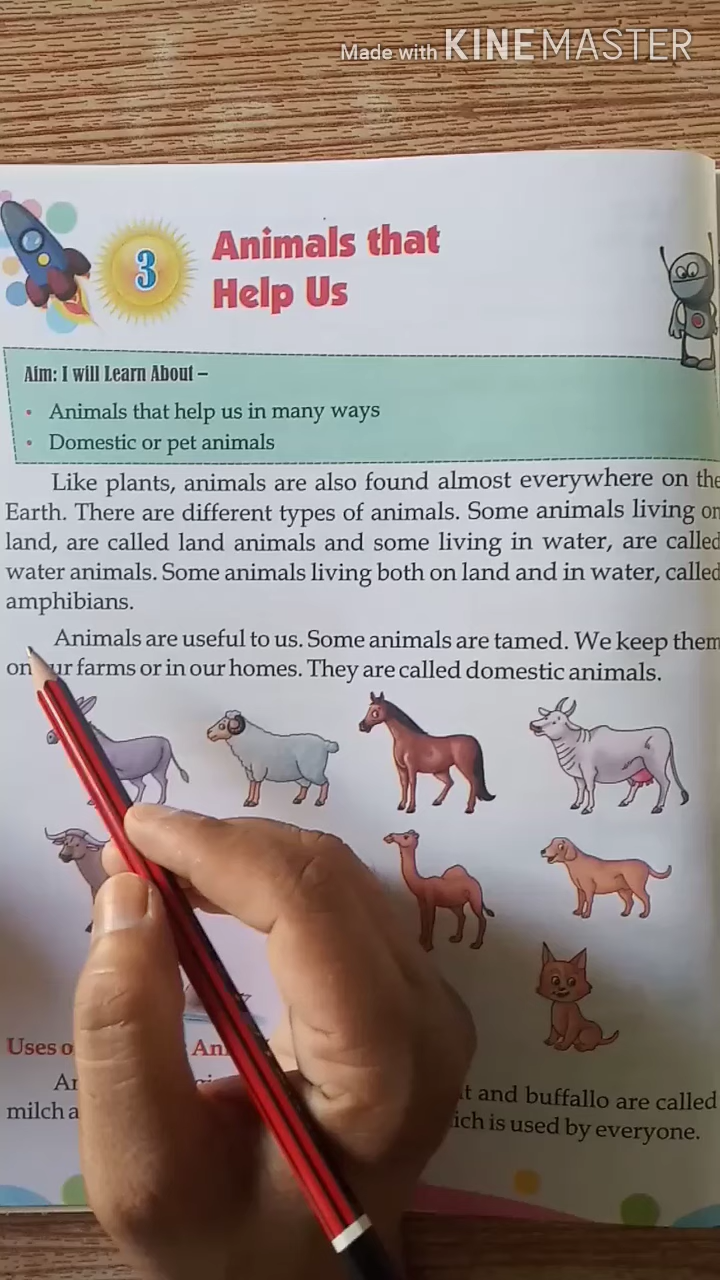 Made with KINEMASTER
3
Animals that
Help Us
Aim: I will Learn About –
• Animals that help us in many ways
• Domestic or pet animals
Like plants, animals are also found almost everywhere on the
Earth. There are different types of animals. Some animals living on
land, are called land animals and some living in water, are called
water animals. Some animals living both on land and in water, called
amphibians.
Animals are useful to us. Some animals are tamed. We keep them
on ur farms or in our homes. They are called domestic animals.
Uses o
and buffallo are called
milch
is used by everyone.